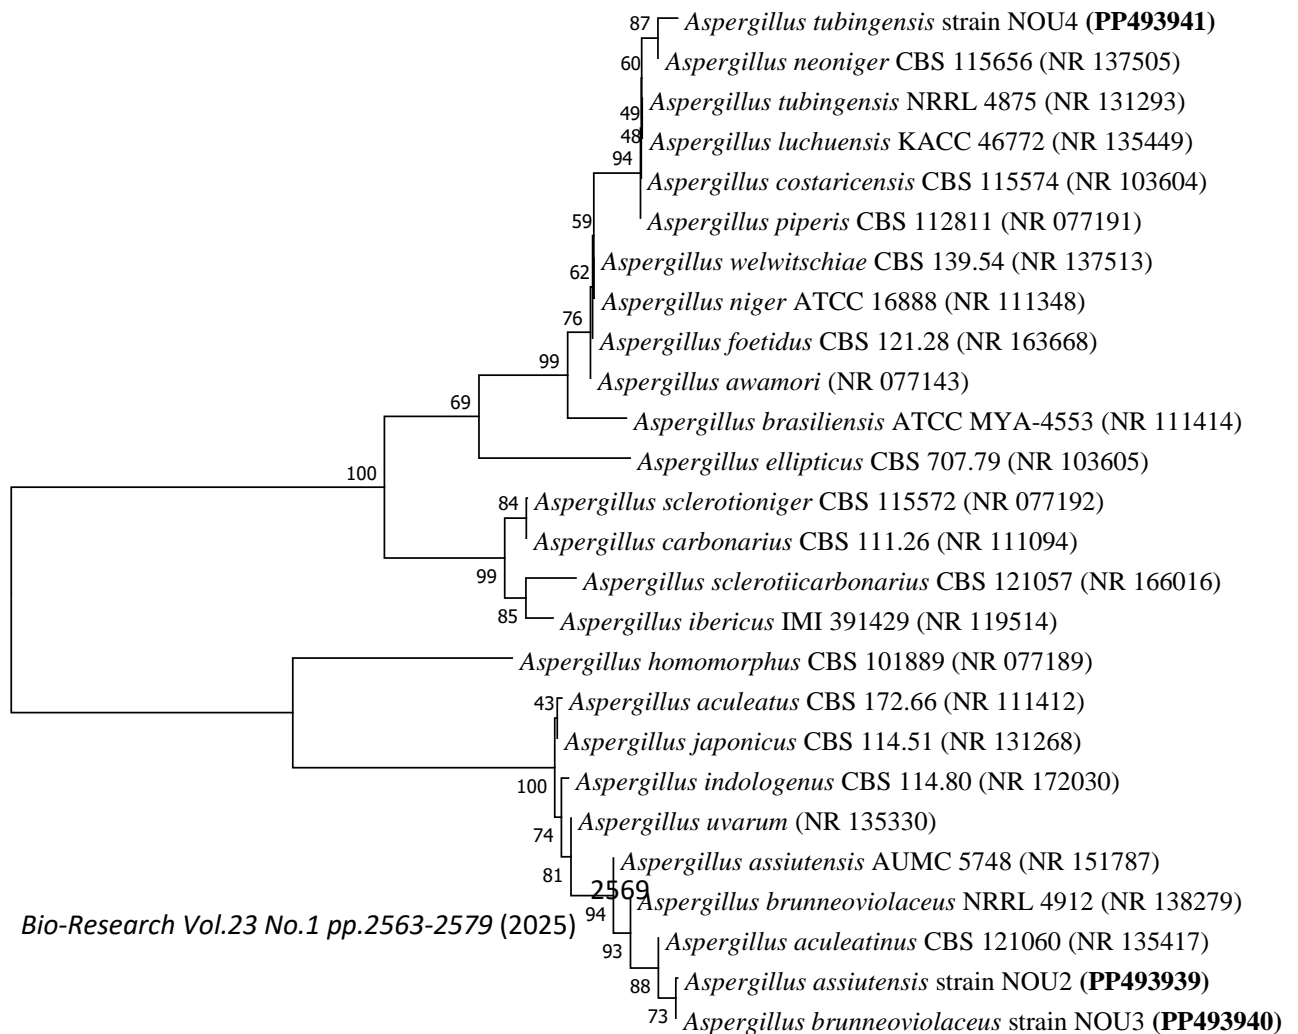 87 Aspergillus tubingensis strain NOU4 (PP493941)
60 Aspergillus neoniger CBS 115656 (NR 137505)
49 Aspergillus tubingensis NRRL 4875 (NR 131293)
48 Aspergillus luchuensis KACC 46772 (NR 135449)
94 Aspergillus costaricensis CBS 115574 (NR 103604)
59 Aspergillus piperis CBS 112811 (NR 077191)
62 Aspergillus welwitschiae CBS 139.54 (NR 137513)
76 Aspergillus niger ATCC 16888 (NR 111348)
99 Aspergillus foetidus CBS 121.28 (NR 163668)
Aspergillus awamori (NR 077143)
69 Aspergillus brasiliensis ATCC MYA-4553 (NR 111414)
100 Aspergillus ellipticus CBS 707.79 (NR 103605)
84 Aspergillus sclerotioniger CBS 115572 (NR 077192)
Aspergillus carbonarius CBS 111.26 (NR 111094)
99 Aspergillus sclerotiicarbonarius CBS 121057 (NR 166016)
85 Aspergillus ibericus IMI 391429 (NR 119514)
Aspergillus homomorphus CBS 101889 (NR 077189)
43 Aspergillus aculeatus CBS 172.66 (NR 111412)
Aspergillus japonicus CBS 114.51 (NR 131268)
100 Aspergillus indologenus CBS 114.80 (NR 172030)
74 Aspergillus uvarum (NR 135330)
81 Aspergillus assiutensis AUMC 5748 (NR 151787)
2569
94 Aspergillus brunneoviolaceus NRRL 4912 (NR 138279)
Bio-Research Vol.23 No.1 pp.2563-2579 (2025)
93 Aspergillus aculeatinus CBS 121060 (NR 135417)
88 Aspergillus assiutensis strain NOU2 (PP493939)
73 Aspergillus brunneoviolaceus strain NOU3 (PP493940)